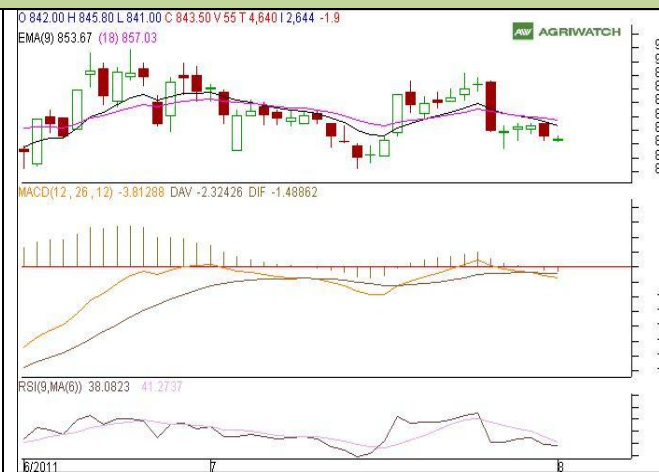 O 842.00 H 845.80 L 841.00 C 843.50 V 55 T 4,640 I 2,644 -1.9
EMA(9) 853.67 (18) 857.03
AW AGRIWATCH
MACD(12,26,12) -3.81288 DAV -2.32426 DIF -1.48862
RSI(9,MA(6)) 38.0823 41.2737
6/2011 7 8